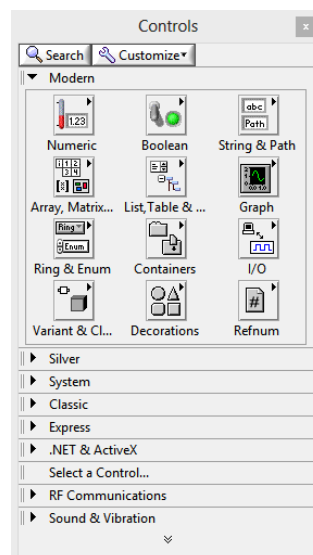 Controls
x
Search Customize
Modern
1.23
abc
Path
Numeric Boolean String & Path
Array, Matrix... List, Table & ... Graph
Ring
Enum
Ring & Enum Containers I/O
#
Variant & Cl... Decorations Refnum
Silver
System
Classic
Express
.NET & ActiveX
Select a Control...
RF Communications
Sound & Vibration